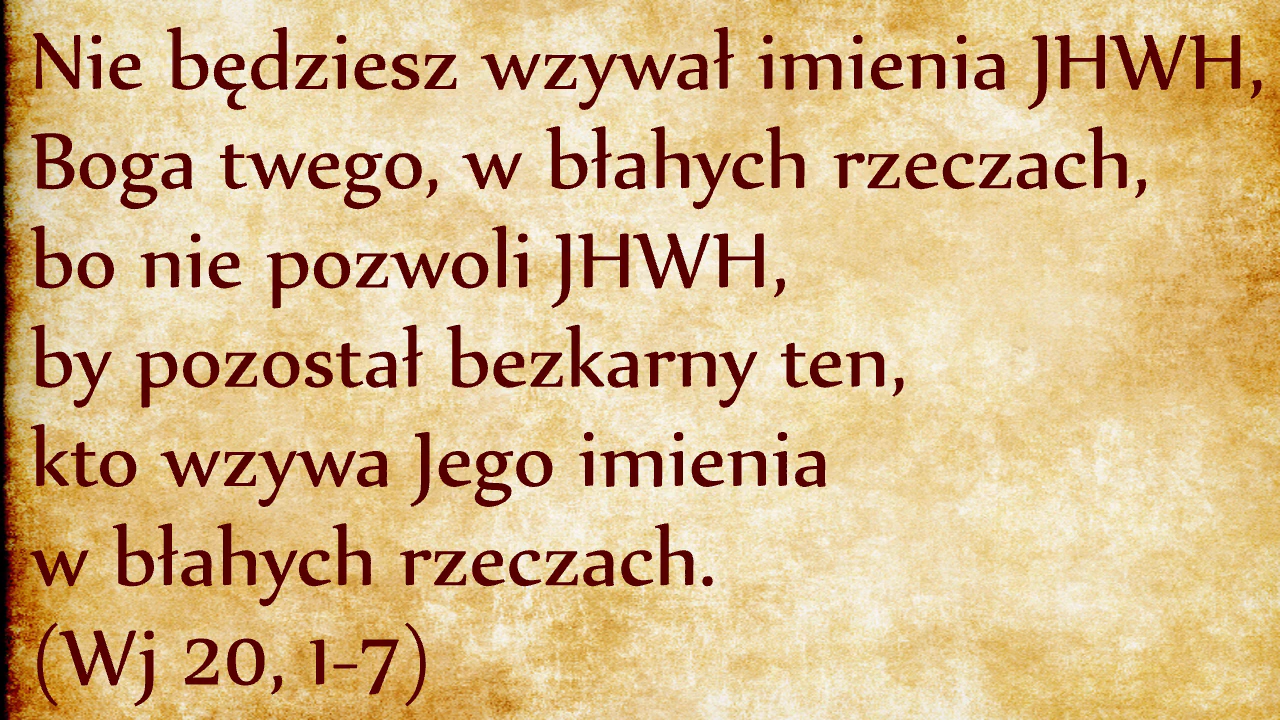 Nie będziesz wzywał imienia JHWH,
Boga twego, w błahych rzeczach,
bo nie pozwoli JHWH,
by pozostał bezkarny ten,
kto wzywa Jego imienia
w błahych rzeczach.
(Wj 20, 1-7)